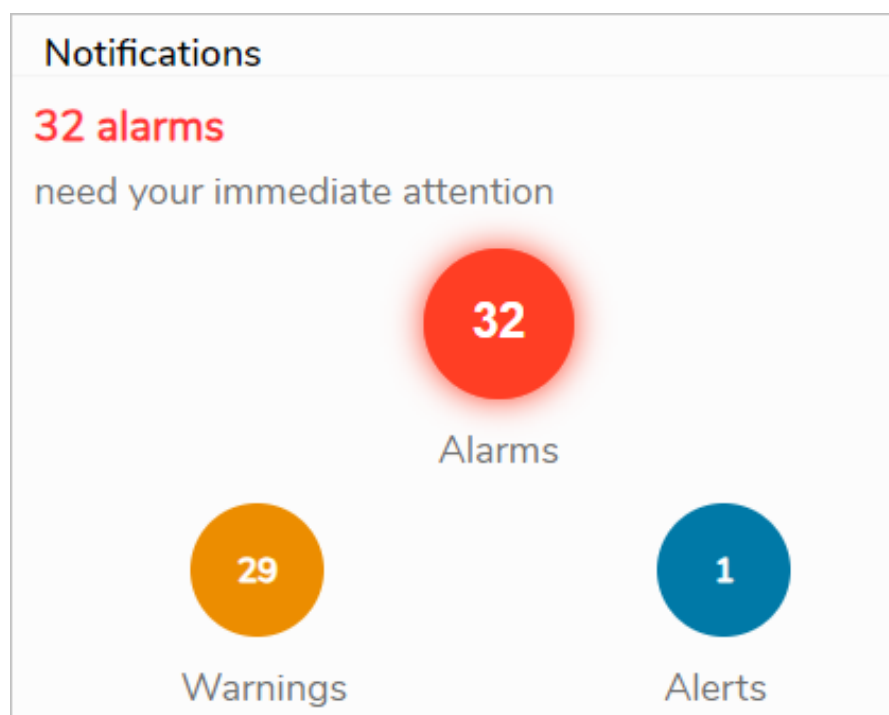 Notifications
32 alarms
need your immediate attention
32
Alarms
29
1
Warnings
Alerts